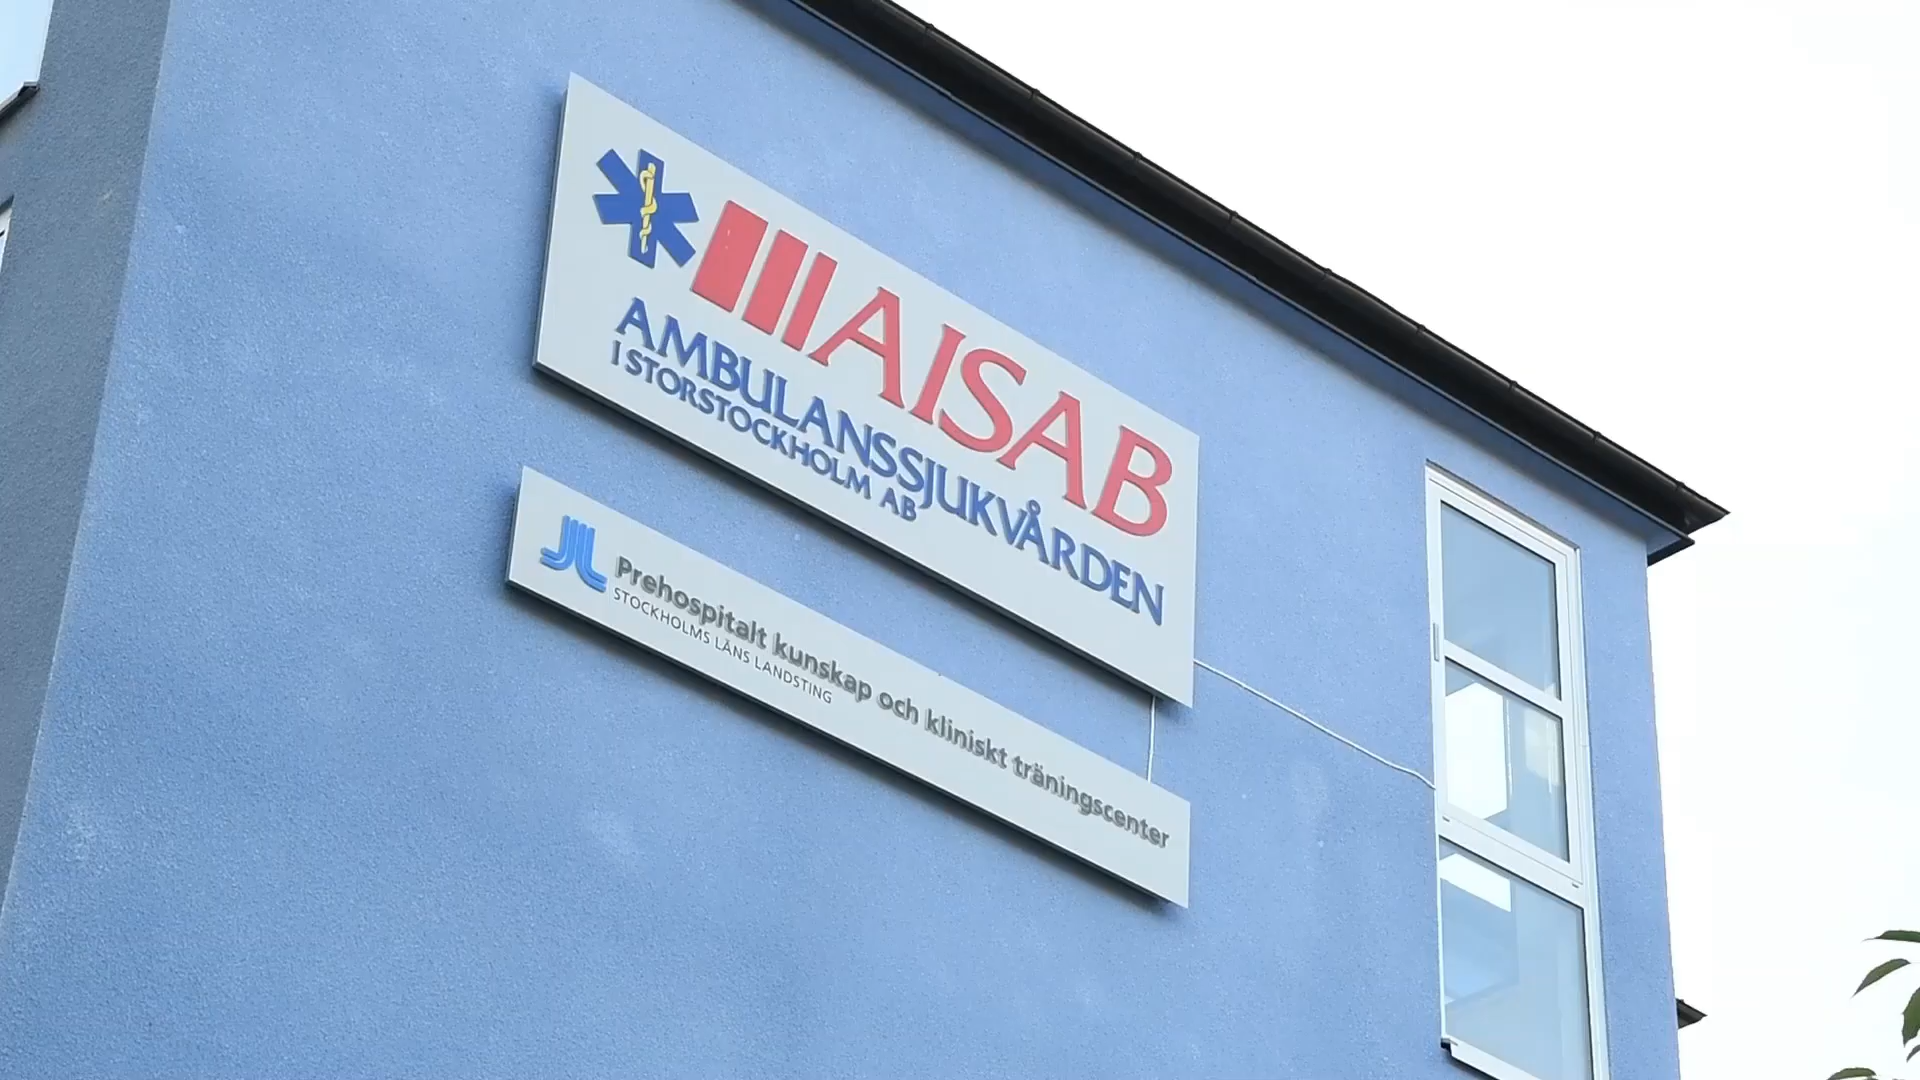 AISAB
AMBULANSSJUKVÅRDEN
I STORSTOCKHOLM AB
Prehospitalt kunskap och kliniskt träningscenter
STOCKHOLMS LÄNS LANDSTING